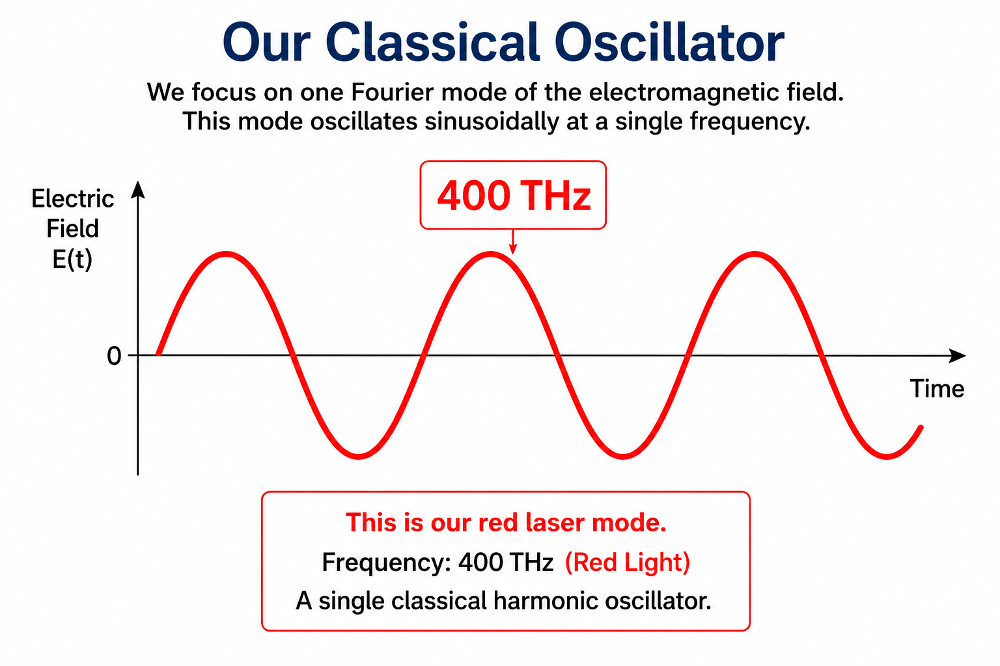 Our Classical Oscillator
We focus on one Fourier mode of the electromagnetic field.
This mode oscillates sinusoidally at a single frequency.
400 THz
Electric
Field
E(t)
0
Time
This is our red laser mode.
Frequency: 400 THz (Red Light)
A single classical harmonic oscillator.